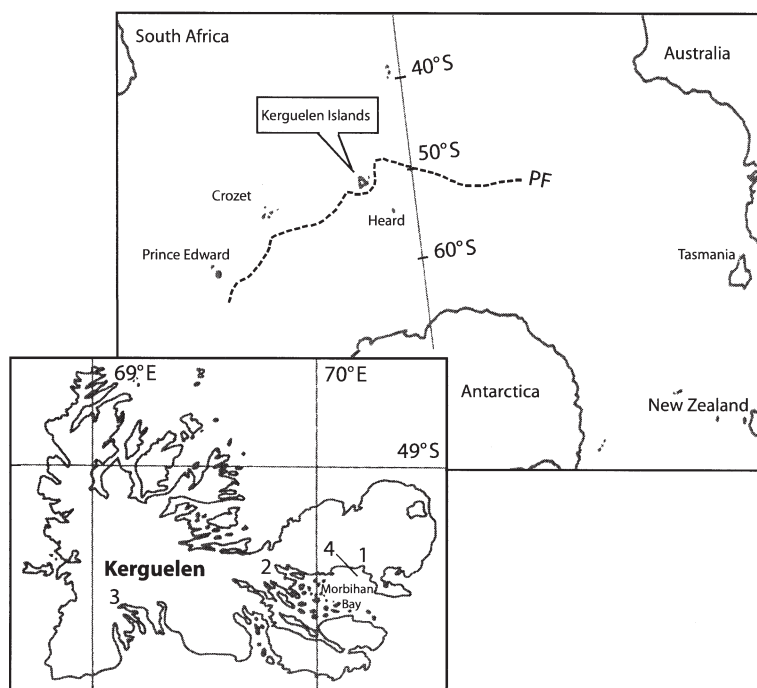 South Africa
Australia
40°S
Kerguelen Islands
50°S
PF
Crozet
Heard
Prince Edward
60°S
Tasmania
Antarctica
New Zealand
69°E
70°E
49°S
4
1
2
Kerguelen
Morbihan
Bay
3